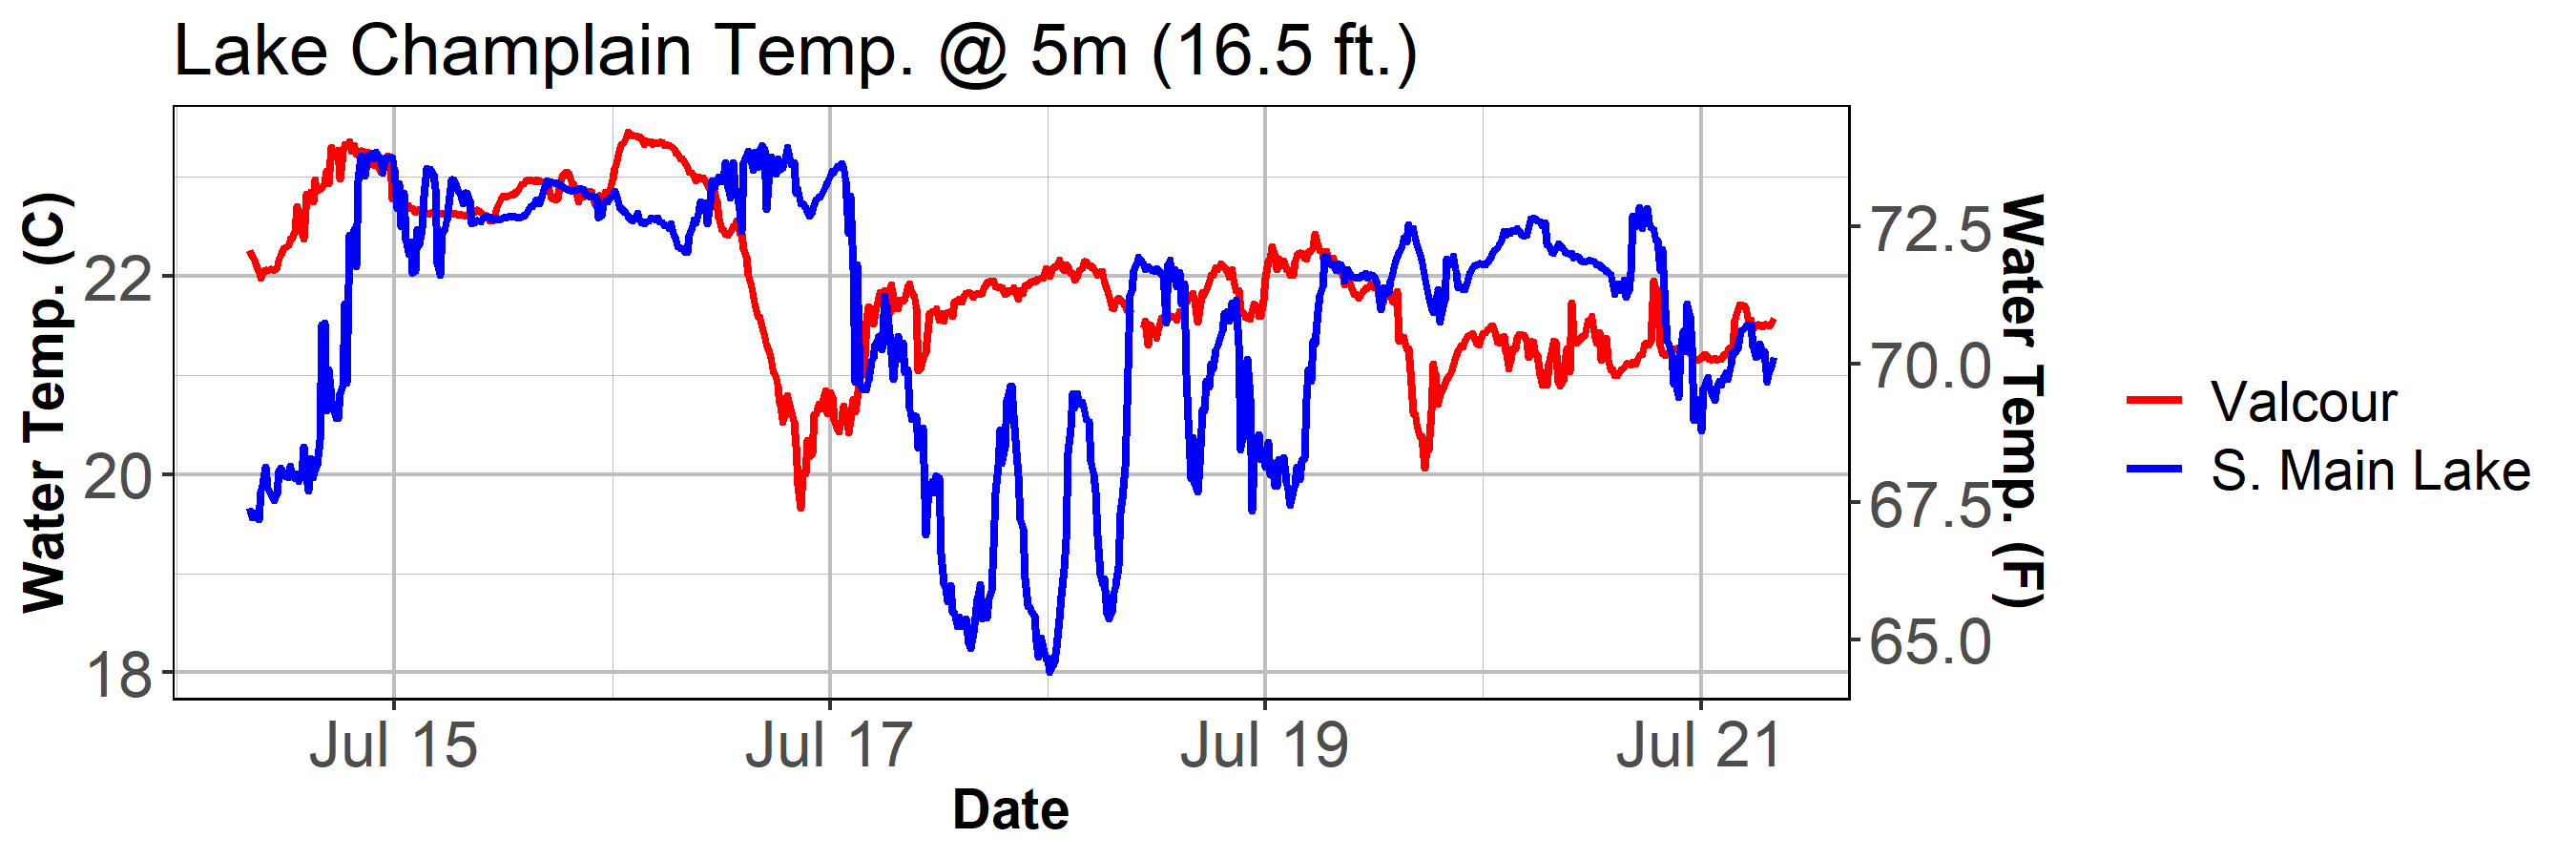 Lake Champlain Temp. @ 5m (16.5 ft.)
Water Temp. (C)
22
20
18
72.5
70.0
67.5
65.0
Water Temp. (F)
Jul 15
Jul 17
Jul 19
Jul 21
Date
Valcour
S. Main Lake